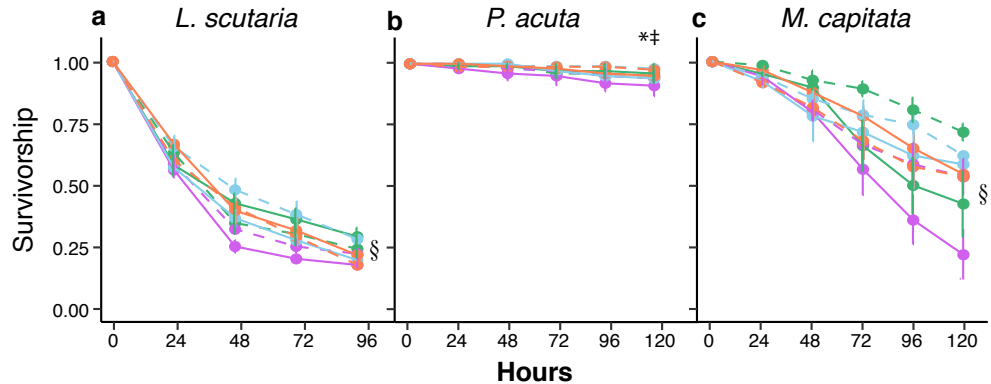 a L. scutaria
b P. acuta
c M. capitata
*‡
1.00
0.75
0.50
0.25
0.00
Survivorship
§
§
0 24 48 72 96
0 24 48 72 96 120
0 24 48 72 96 120
Hours